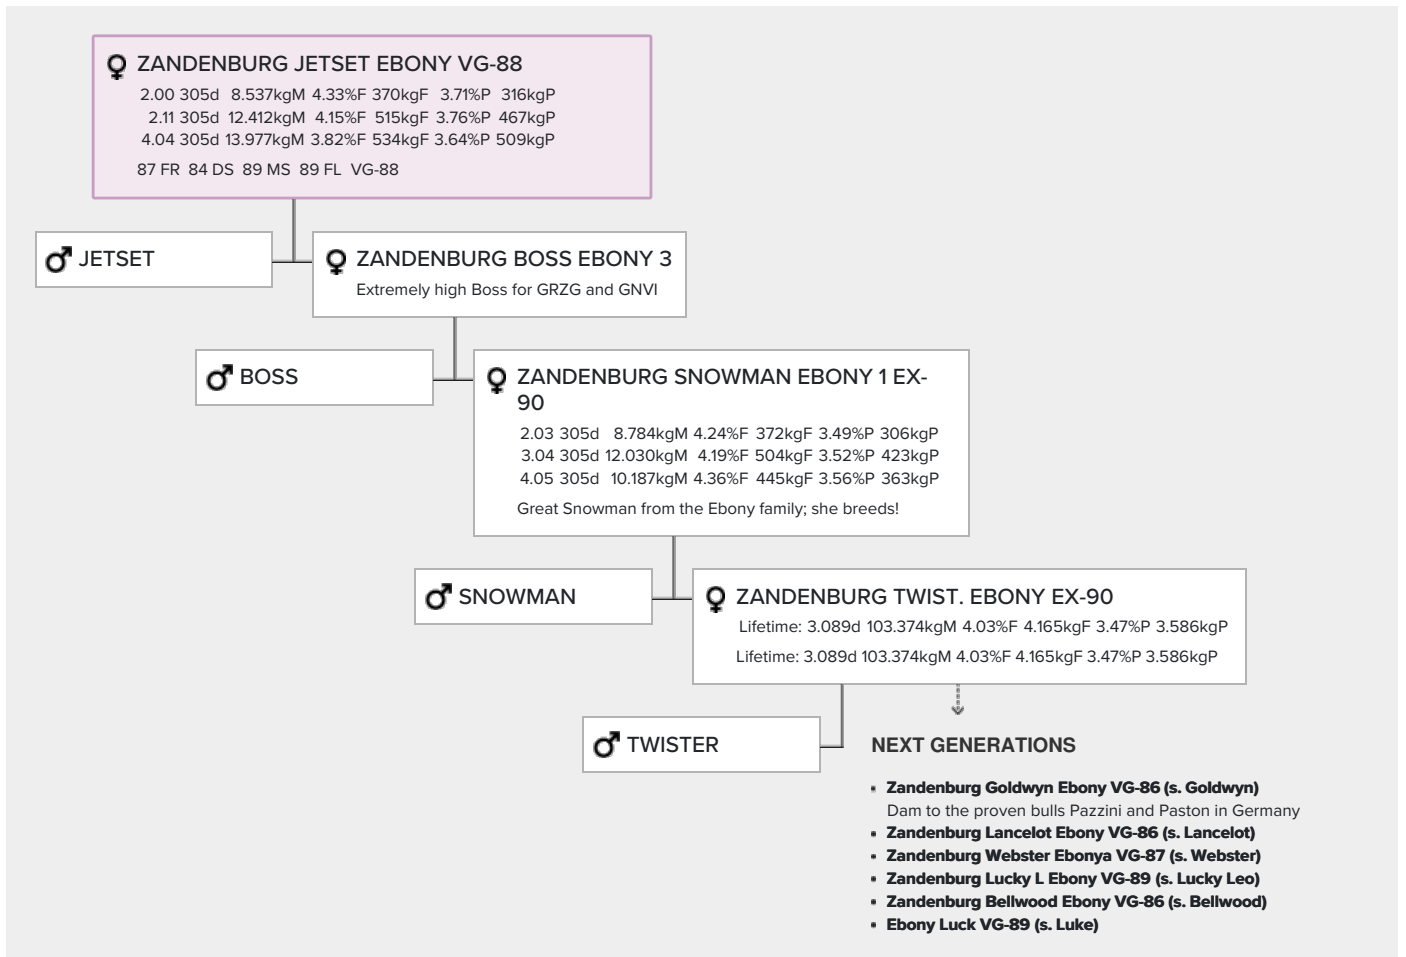 ZANDENBURG JETSET EBONY VG-88
2.00 305d 8.537kgM 4.33%F 370kgF 3.71%P 316kgP
2.11 305d 12.412kgM 4.15%F 515kgF 3.76%P 467kgP
4.04 305d 13.977kgM 3.82%F 534kgF 3.64%P 509kgP
87 FR 84 DS 89 MS 89 FL VG-88
JETSET
ZANDENBURG BOSS EBONY 3
Extremely high Boss for GRZG and GNVI
BOSS
ZANDENBURG SNOWMAN EBONY 1 EX-
90
2.03 305d 8.784kgM 4.24%F 372kgF 3.49%P 306kgP
3.04 305d 12.030kgM 4.19%F 504kgF 3.52%P 423kgP
4.05 305d 10.187kgM 4.36%F 445kgF 3.56%P 363kgP
Great Snowman from the Ebony family; she breeds!
SNOWMAN
ZANDENBURG TWIST. EBONY EX-90
Lifetime: 3.089d 103.374kgM 4.03%F 4.165kgF 3.47%P 3.586kgP
Lifetime: 3.089d 103.374kgM 4.03%F 4.165kgF 3.47%P 3.586kgP
TWISTER
NEXT GENERATIONS
▪ Zandenburg Goldwyn Ebony VG-86 (s. Goldwyn)
Dam to the proven bulls Pazzini and Paston in Germany
▪ Zandenburg Lancelot Ebony VG-86 (s. Lancelot)
▪ Zandenburg Webster Ebonya VG-87 (s. Webster)
▪ Zandenburg Lucky L Ebony VG-89 (s. Lucky Leo)
▪ Zandenburg Bellwood Ebony VG-86 (s. Bellwood)
▪ Ebony Luck VG-89 (s. Luke)